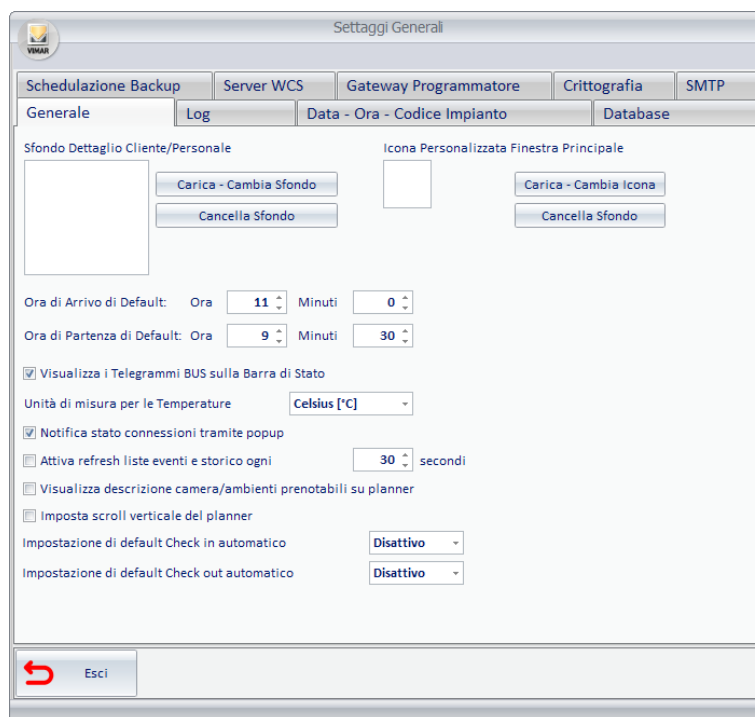 Settaggi Generali
VIMAR
Schedulazione Backup Server WCS Gateway Programmatore Crittografia SMTP
Generale Log Data - Ora - Codice Impianto Database
Sfondo Dettaglio Cliente/Personale Icona Personalizzata Finestra Principale
Carica - Cambia Sfondo Carica - Cambia Icona
Cancella Sfondo Cancella Sfondo
Ora di Arrivo di Default: Ora 11 Minuti 0
Ora di Partenza di Default: Ora 9 Minuti 30
Visualizza i Telegrammi BUS sulla Barra di Stato
Unità di misura per le Temperature Celsius [°C]
Notifica stato connessioni tramite popup
Attiva refresh liste eventi e storico ogni 30 secondi
Visualizza descrizione camera/ambienti prenotabili su planner
Imposta scroll verticale del planner
Impostazione di default Check in automatico Disattivo
Impostazione di default Check out automatico Disattivo
Esci